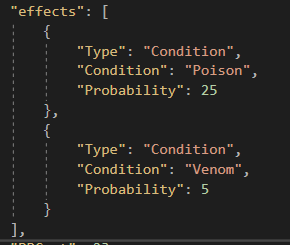 "effects": [
{
"Type": "Condition",
"Condition": "Poison",
"Probability": 25
},
{
"Type": "Condition",
"Condition": "Venom",
"Probability": 5
}
],